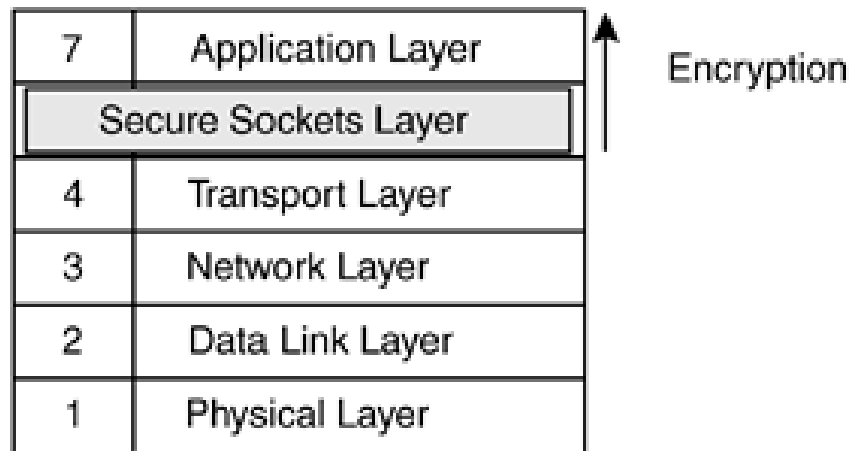 7 Application Layer
Encryption
Secure Sockets Layer
4 Transport Layer
3 Network Layer
2 Data Link Layer
1 Physical Layer